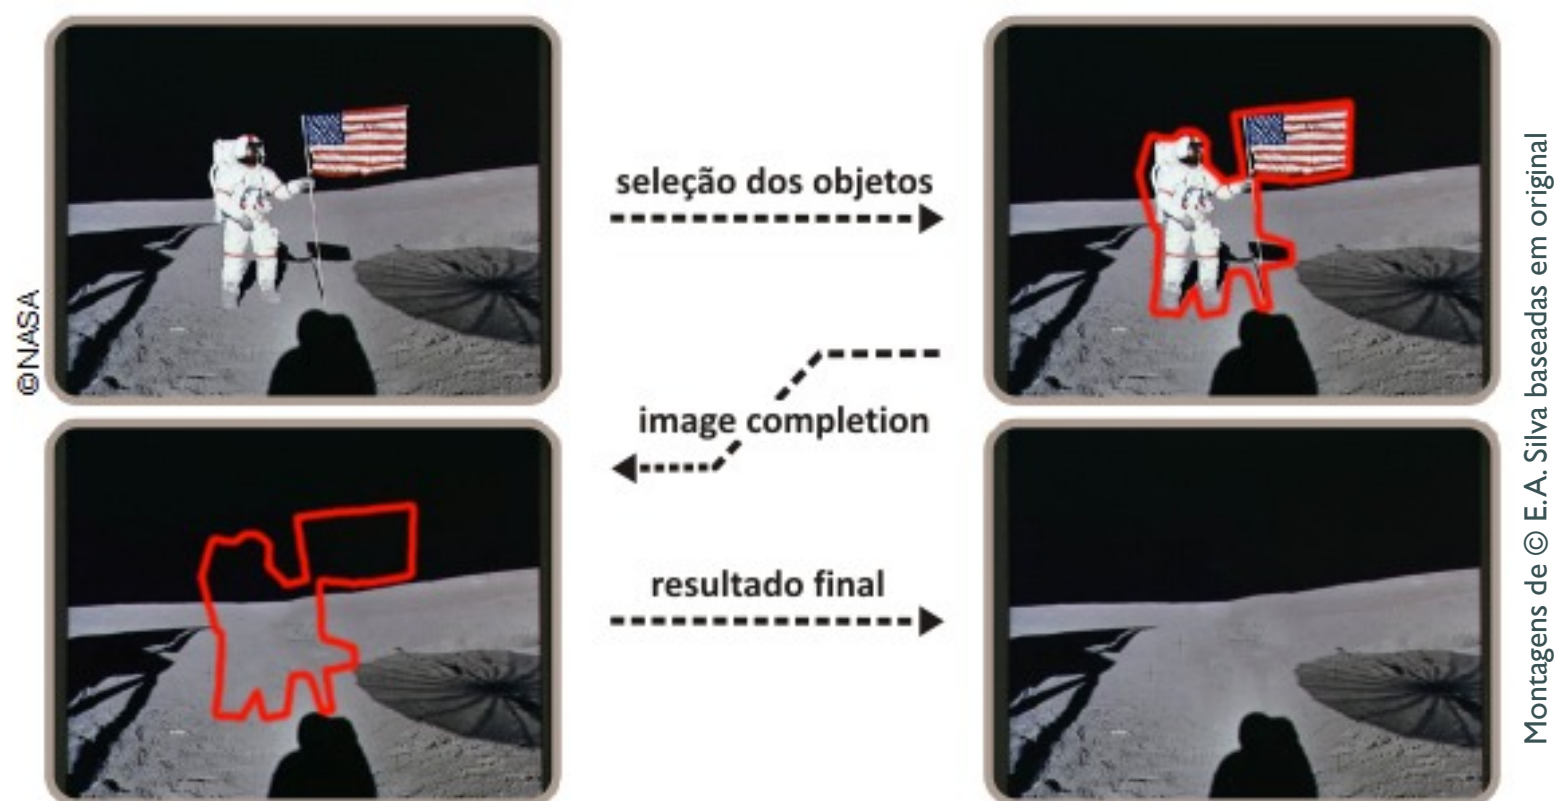 ©NASA
seleção dos objetos
image completion
resultado final
Montagens de © E.A. Silva baseadas em original